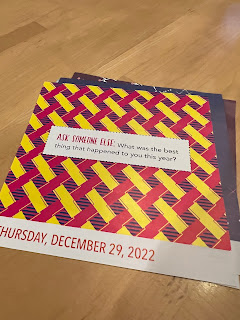 ASK SOMEONE ELSE: What was the best
thing that happened to you this year?
THURSDAY, DECEMBER 29, 2022